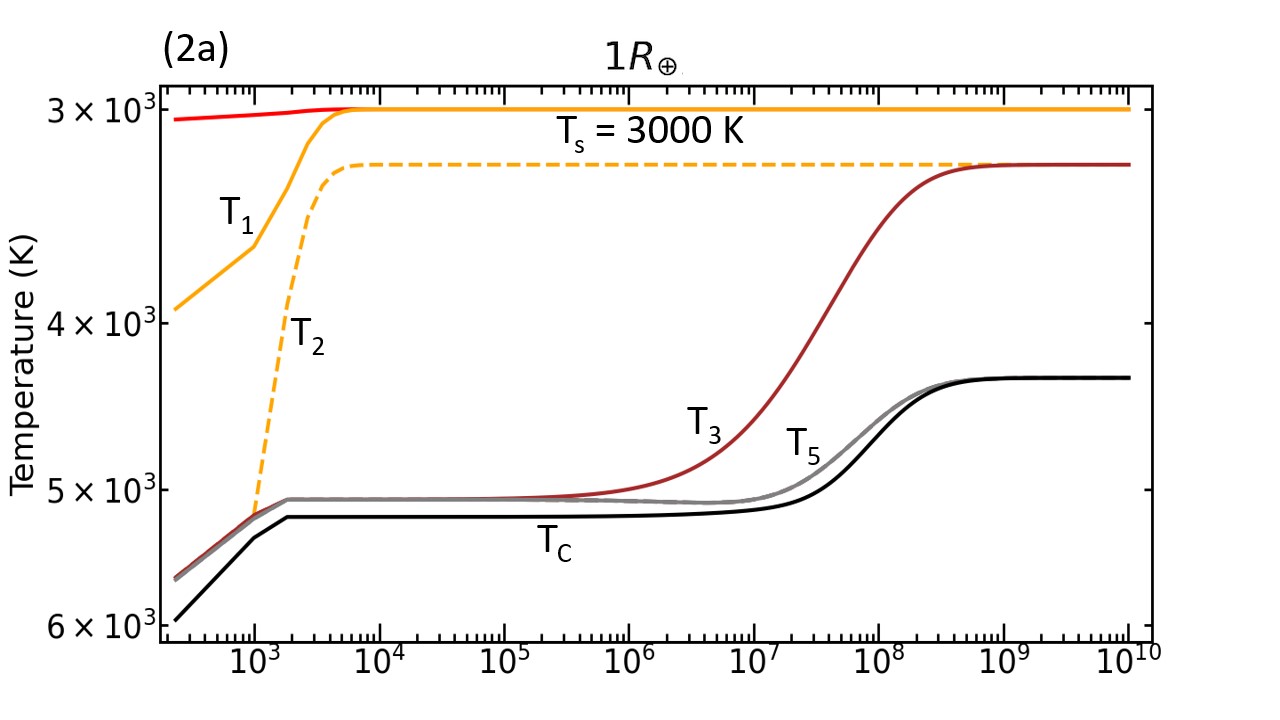 (2a)
1R⊕
Temperature (K)
3 × 10³
4 × 10³
5 × 10³
6 × 10³
Tₛ = 3000 K
T₁
T₂
T₃
T₅
T_C
10³ 10⁴ 10⁵ 10⁶ 10⁷ 10⁸ 10⁹ 10¹⁰